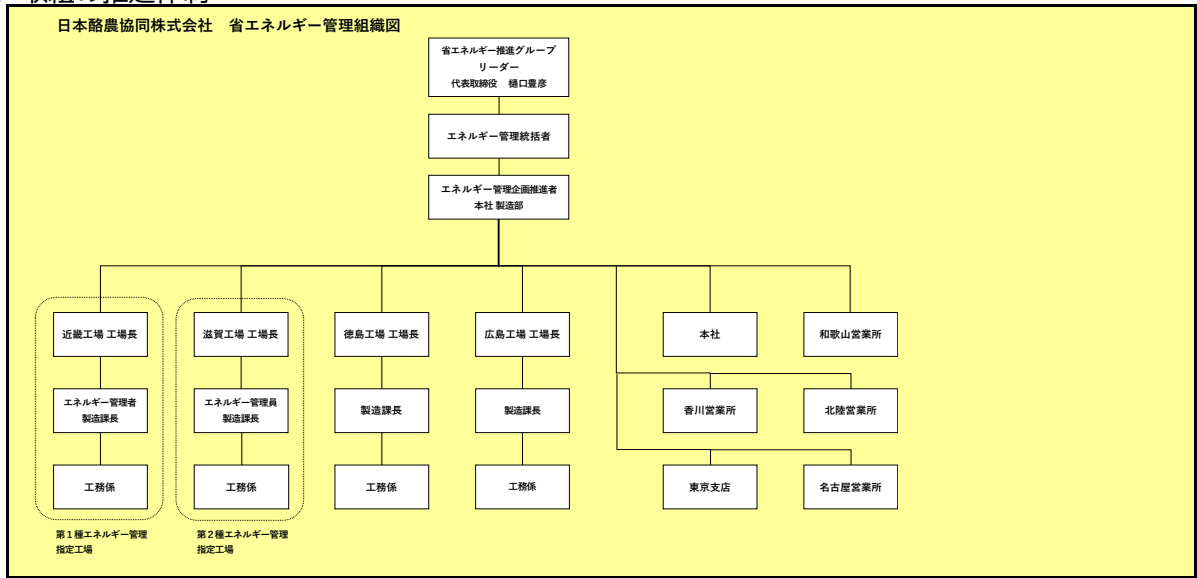 日本酪農協同株式会社 省エネルギー管理組織図
省エネルギー推進グループ
リーダー
代表取締役 樋口豊彦
エネルギー管理統括者
エネルギー管理企画推進者
本社 製造部
近畿工場 工場長
滋賀工場 工場長
徳島工場 工場長
広島工場 工場長
本社
和歌山営業所
エネルギー管理者
製造課長
エネルギー管理員
製造課長
製造課長
製造課長
香川営業所
北陸営業所
工務係
工務係
工務係
工務係
東京支店
名古屋営業所
第1種エネルギー管理
指定工場
第2種エネルギー管理
指定工場